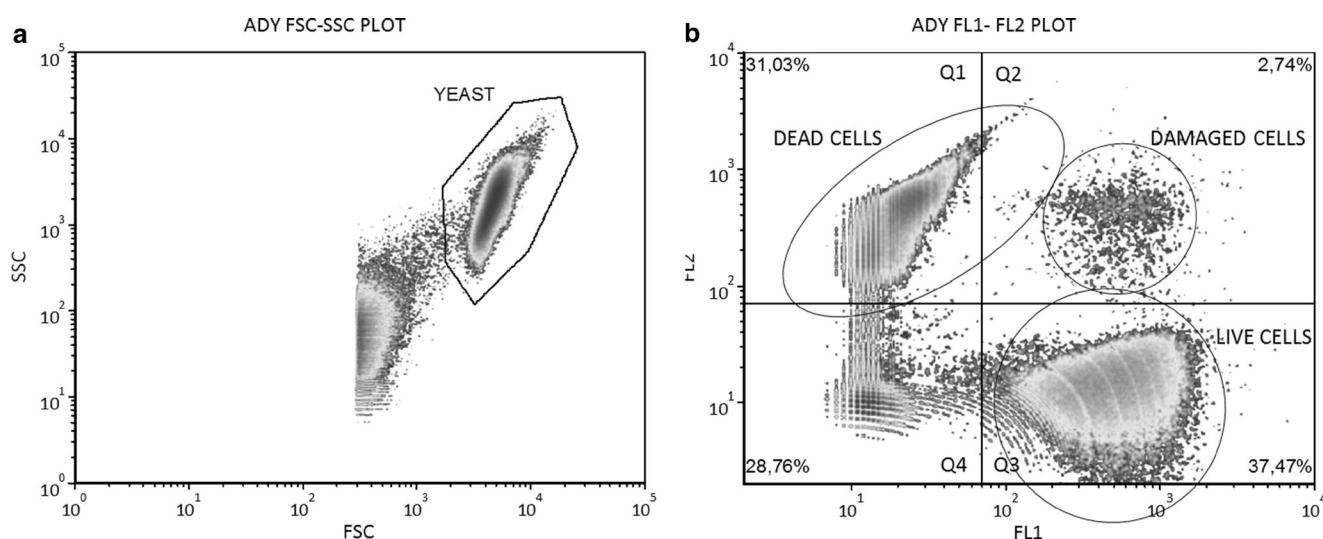 a
ADY FSC-SSC PLOT
10^5
10^4
10^3
10^2
10^1
10^0
SSC
YEAST
10^0 10^1 10^2 10^3 10^4 10^5
FSC
b
ADY FL1- FL2 PLOT
10^4
10^3
10^2
10^1
FL2
31,03% Q1 Q2 2,74%
DEAD CELLS DAMAGED CELLS
LIVE CELLS
28,76% Q4 Q3 37,47%
10^1 10^2 10^3 10^4
FL1